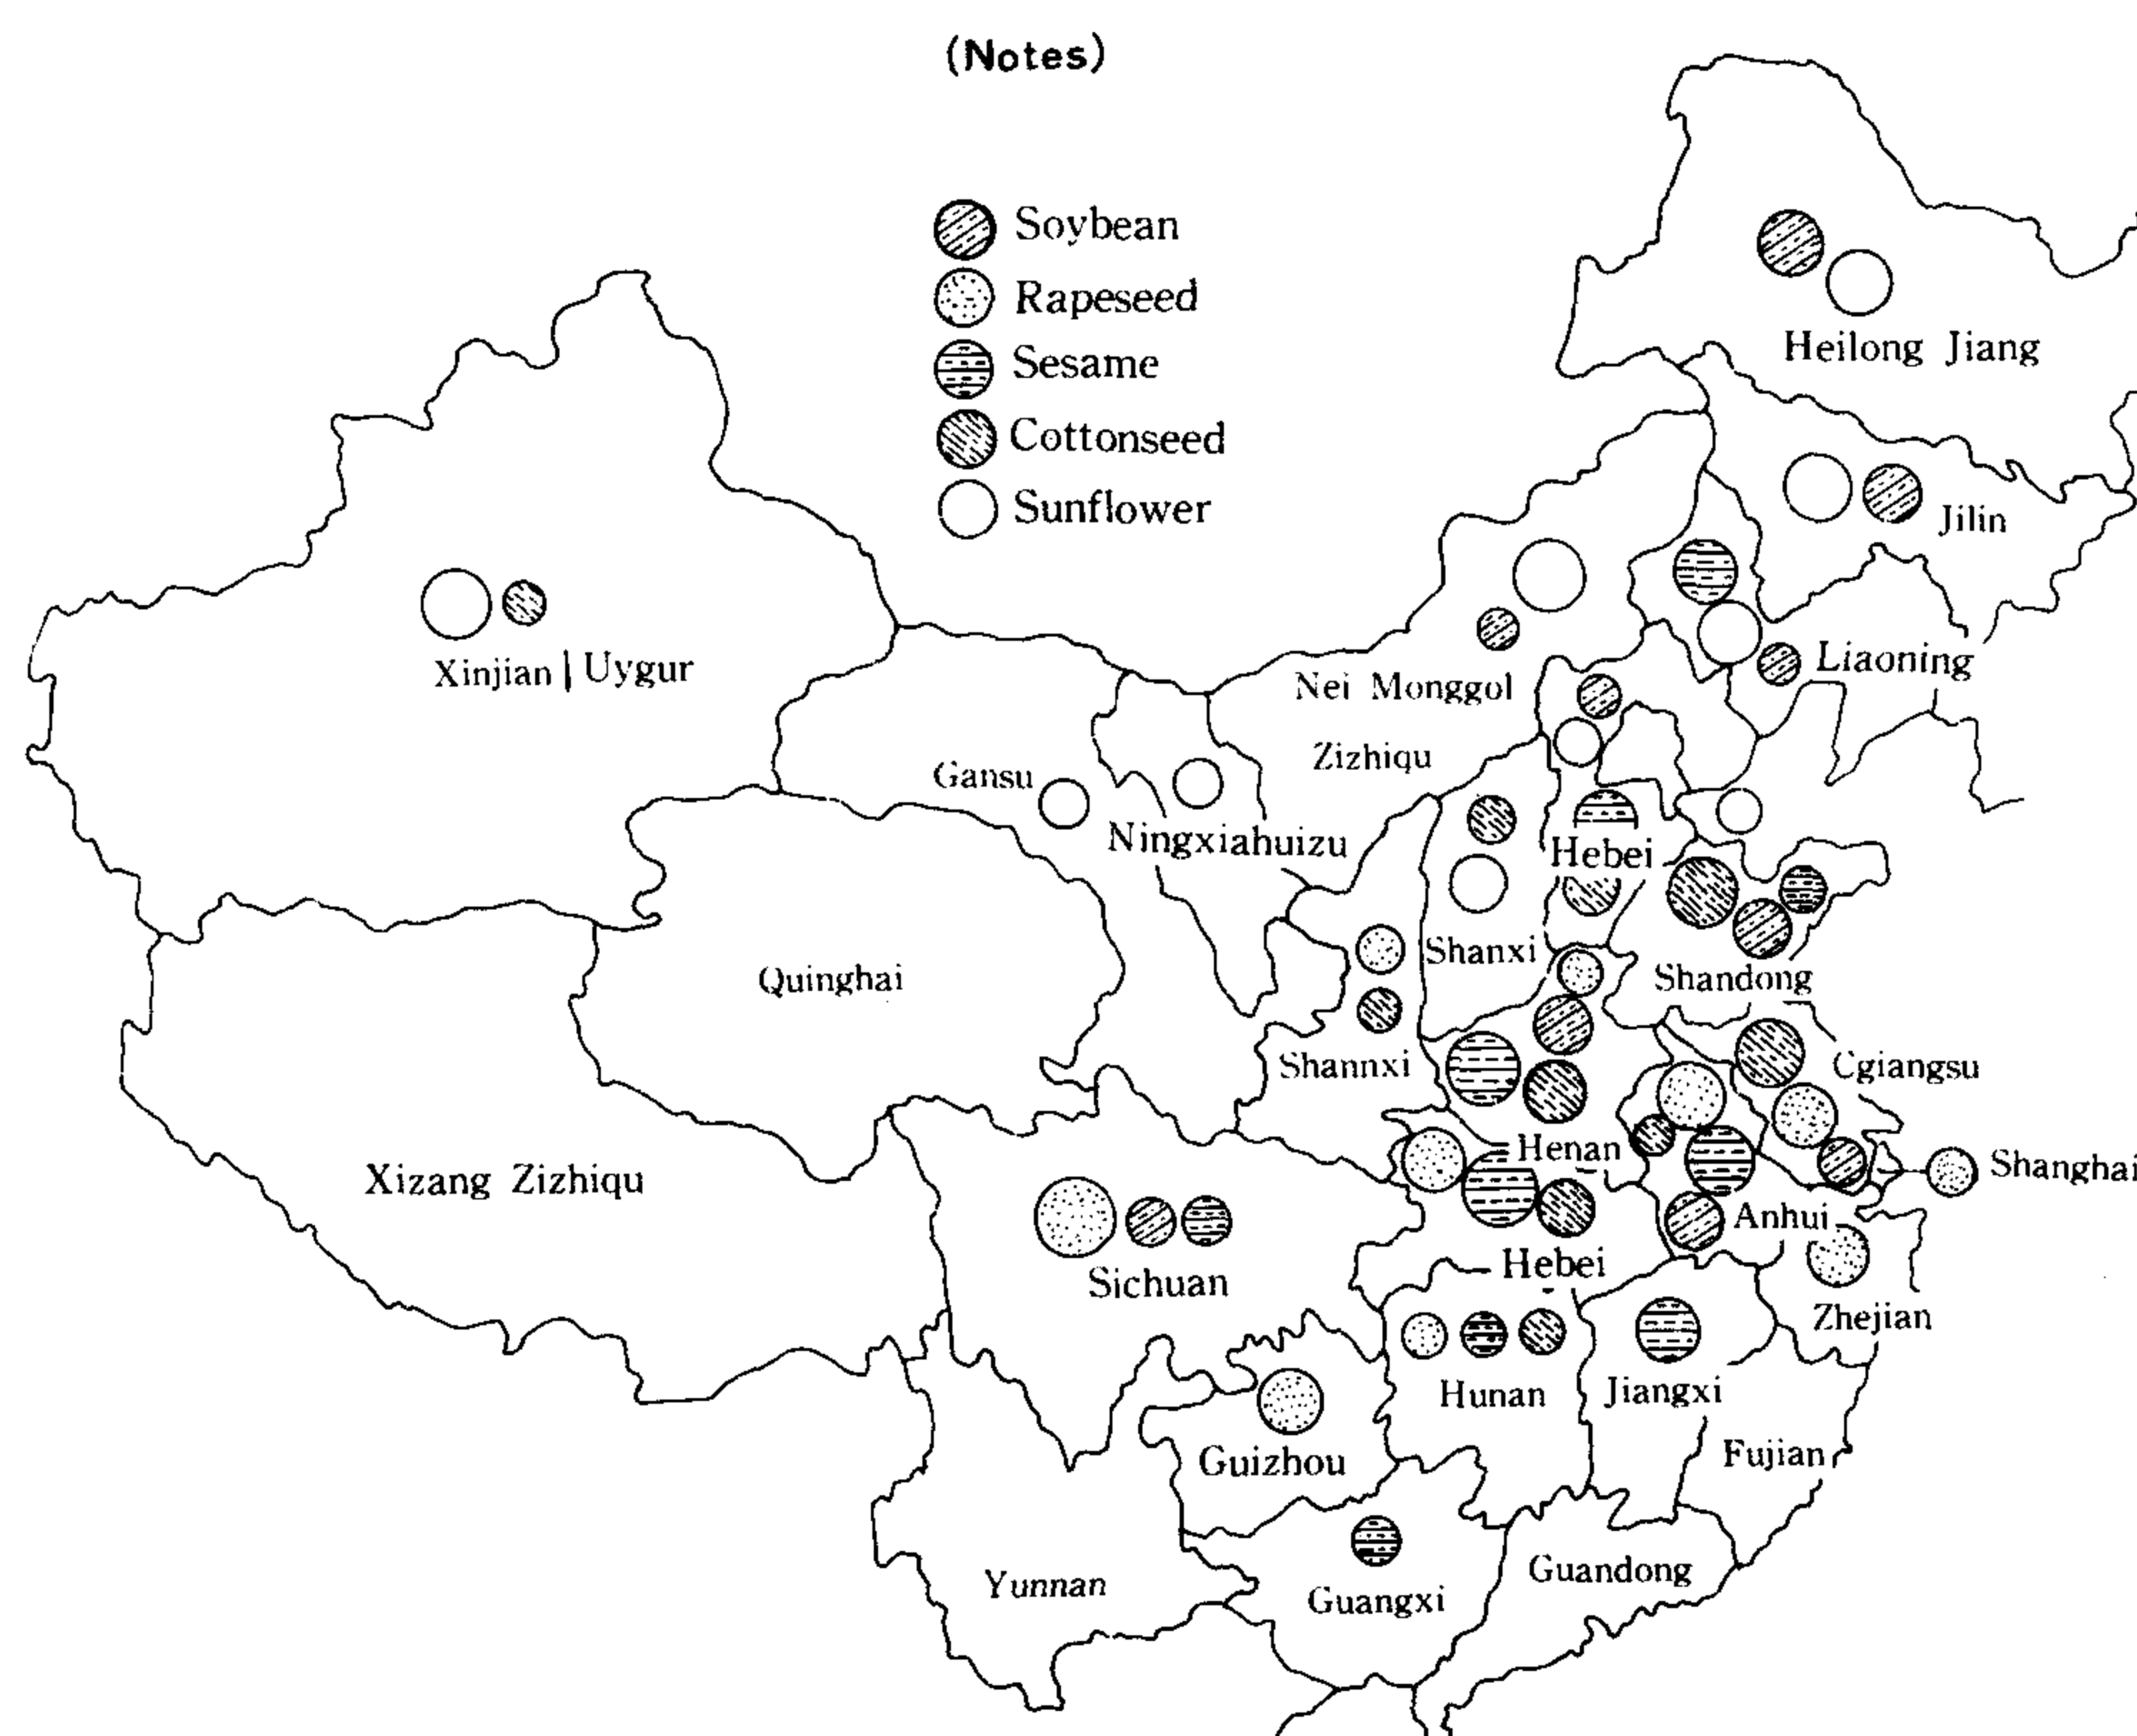 (Notes)
Soybean
Rapeseed
Sesame
Cottonseed
Sunflower
Heilong Jiang
Jilin
Liaoning
Xinjian | Uygur
Nei Monggol
Zizhiqu
Gansu
Ningxiahuizu
Hebei
Quinghai
Shanxi
Shandong
Shannxi
Cgiangsu
Henan
Shanghai
Xizang Zizhiqu
Anhui
Sichuan
Hebei
Zhejian
Hunan
Jiangxi
Guizhou
Fujian
Yunnan
Guangxi
Guandong